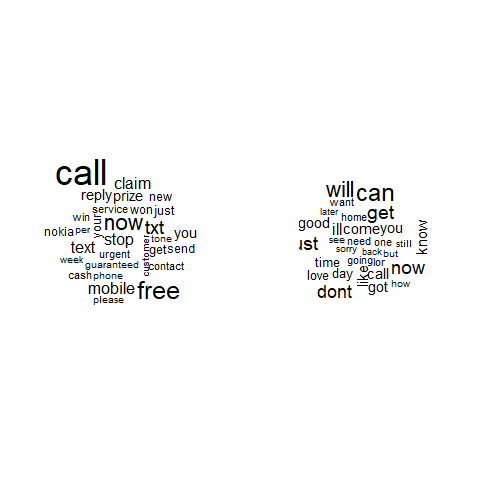 call
claim
reply prize new
service won just
win
your now txt you
nokia per
stop tone
text customer get send
urgent
week guaranteed contact
cash phone
mobile free
please
will can
want
later home get
good ill come you
know
ust see need one still
sorry back but
time going lor now
love day like call
got how
dont